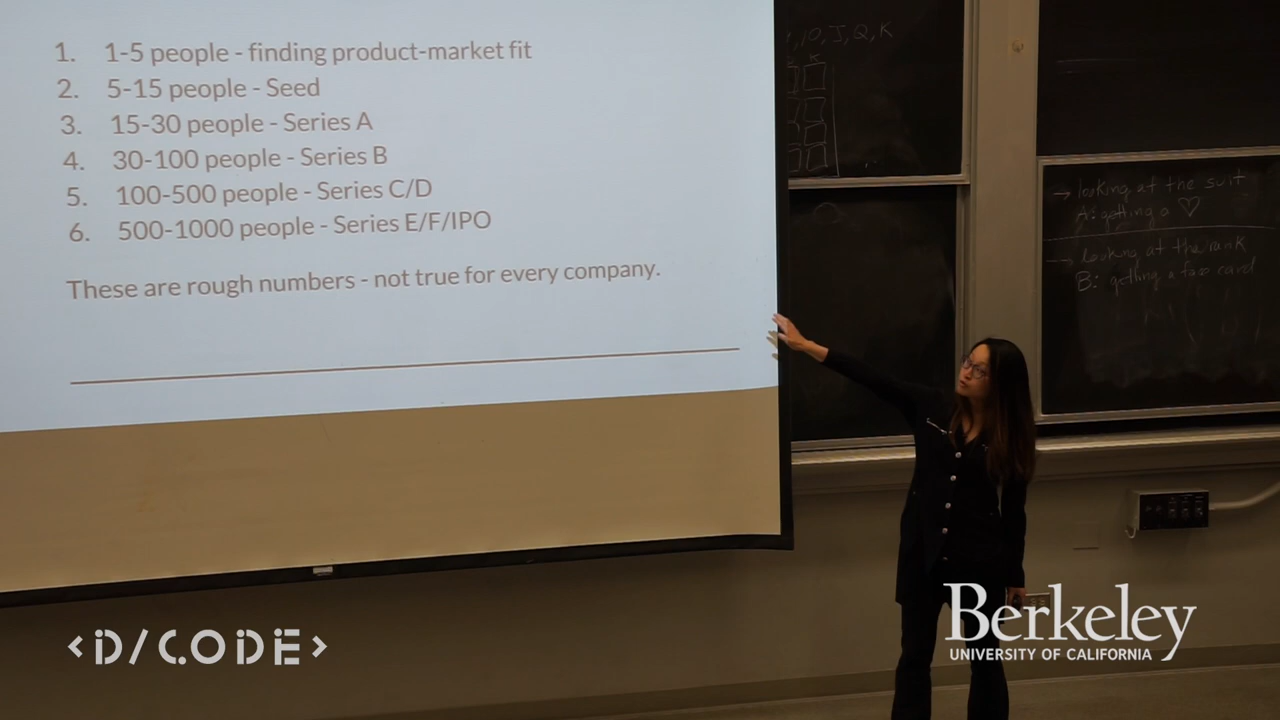 1. 1-5 people - finding product-market fit
2. 5-15 people - Seed
3. 15-30 people - Series A
4. 30-100 people - Series B
5. 100-500 people - Series C/D
6. 500-1000 people - Series E/F/IPO
These are rough numbers - not true for every company.
10, J, Q, K
→ looking at the suit
A: getting a ♡
→ looking at the rank
B: getting a face card
<D/CODE>
Berkeley
UNIVERSITY OF CALIFORNIA